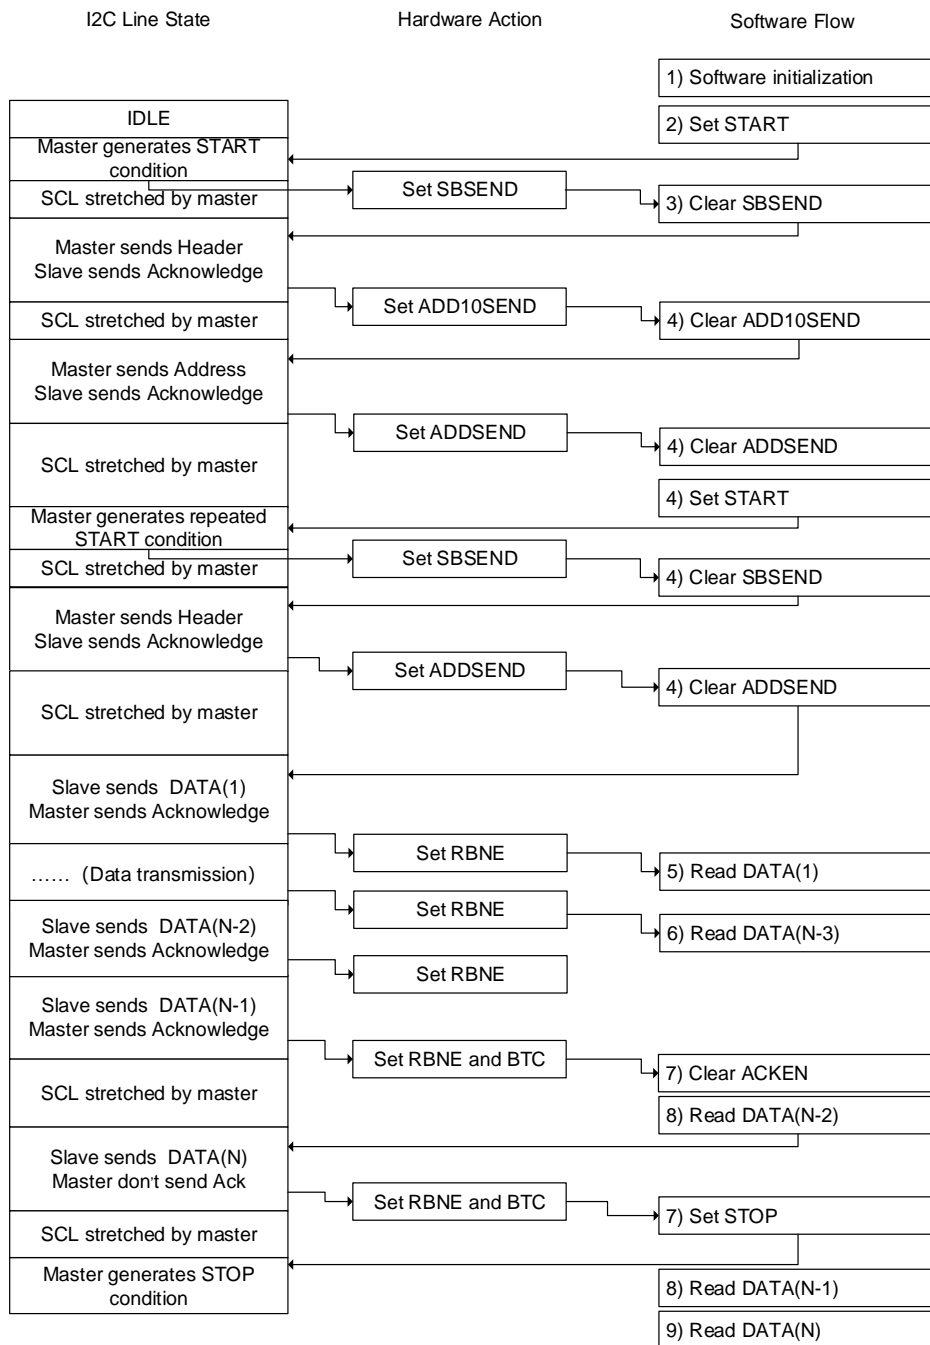 I2C Line State
Hardware Action
Software Flow
1) Software initialization
IDLE
2) Set START
Master generates START
condition
Set SBSEND
SCL stretched by master
3) Clear SBSEND
Master sends Header
Slave sends Acknowledge
Set ADD10SEND
SCL stretched by master
4) Clear ADD10SEND
Master sends Address
Slave sends Acknowledge
Set ADDSEND
4) Clear ADDSEND
SCL stretched by master
4) Set START
Master generates repeated
START condition
Set SBSEND
SCL stretched by master
4) Clear SBSEND
Master sends Header
Slave sends Acknowledge
Set ADDSEND
4) Clear ADDSEND
SCL stretched by master
Slave sends DATA(1)
Master sends Acknowledge
Set RBNE
5) Read DATA(1)
…… (Data transmission)
Set RBNE
6) Read DATA(N-3)
Slave sends DATA(N-2)
Master sends Acknowledge
Set RBNE
Slave sends DATA(N-1)
Master sends Acknowledge
Set RBNE and BTC
7) Clear ACKEN
SCL stretched by master
8) Read DATA(N-2)
Slave sends DATA(N)
Master don't send Ack
Set RBNE and BTC
7) Set STOP
SCL stretched by master
Master generates STOP
condition
8) Read DATA(N-1)
9) Read DATA(N)